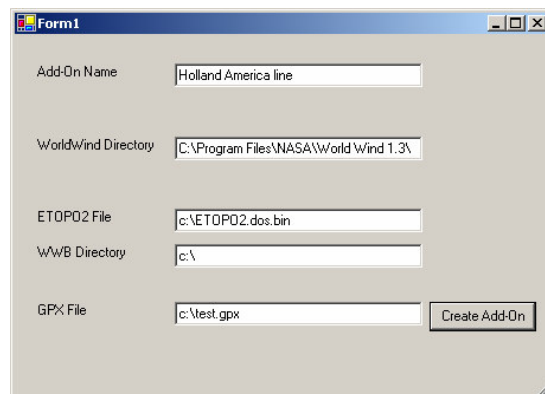 Form1
Add-On Name Holland America line
WorldWind Directory C:\Program Files\NASA\World Wind 1.3\
ETOPO2 File c:\ETOPO2.dos.bin
WWB Directory c:\
GPX File c:\test.gpx Create Add-On